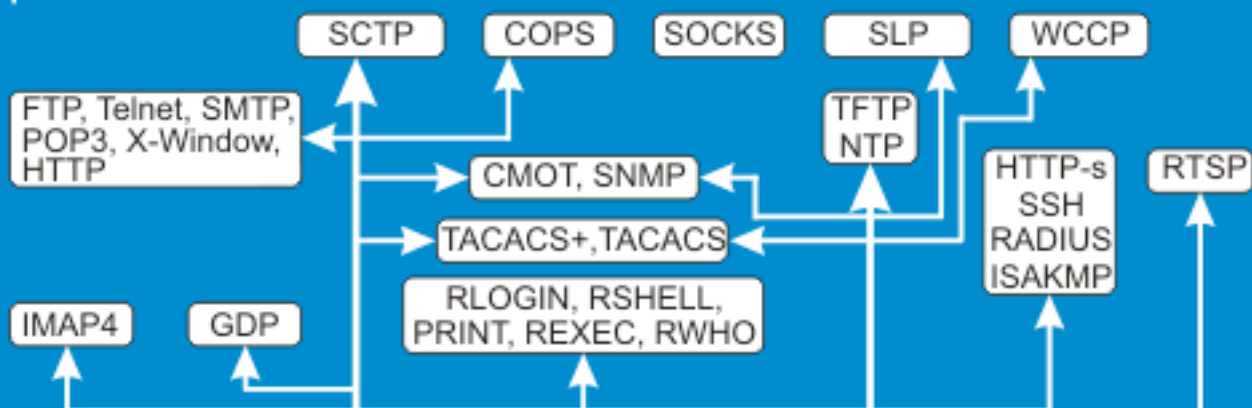 SCTP
COPS
SOCKS
SLP
WCCP
FTP, Telnet, SMTP,
POP3, X-Window,
HTTP
TFTP
NTP
CMOT, SNMP
HTTP-s
SSH
RADIUS
ISAKMP
RTSP
TACACS+,TACACS
RLOGIN, RSHELL,
PRINT, REXEC, RWHO
IMAP4
GDP